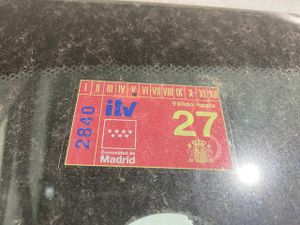 I II III IV V VI VII VIII IX X XI XII
2840
itv
Válido hasta
27
Comunidad de
Madrid